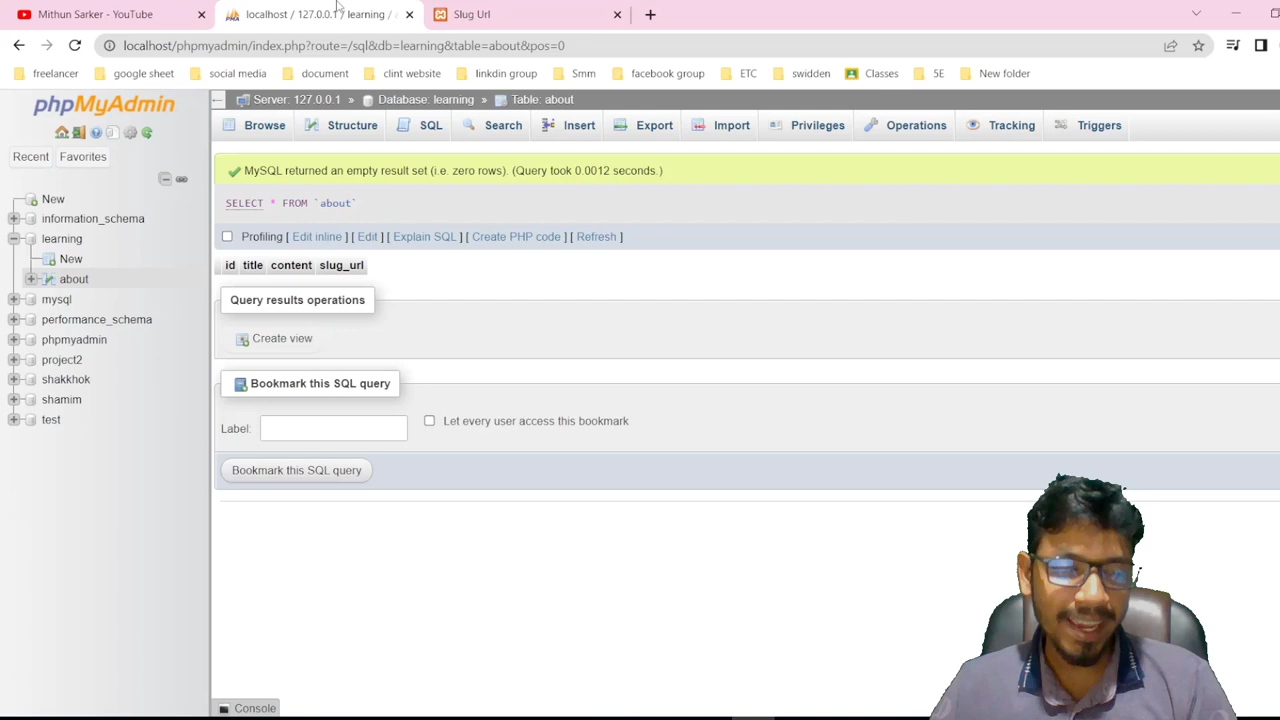 Mithun Sarker - YouTube
localhost / 127.0.0.1 / learning /
Slug Url
localhost/phpmyadmin/index.php?route=/sql&db=learning&table=about&pos=0
freelancer google sheet social media document clint website linkdin group Smm facebook group ETC swidden Classes 5E New folder
phpMyAdmin
Recent Favorites
New
information_schema
learning
New
about
mysql
performance_schema
phpmyadmin
project2
shakkhok
shamim
test
Server: 127.0.0.1 » Database: learning » Table: about
Browse Structure SQL Search Insert Export Import Privileges Operations Tracking Triggers
MySQL returned an empty result set (i.e. zero rows). (Query took 0.0012 seconds.)
SELECT * FROM `about`
Profiling [ Edit inline ] [ Edit ] [ Explain SQL ] [ Create PHP code ] [ Refresh ]
id title content slug_url
Query results operations
Create view
Bookmark this SQL query
Label: Let every user access this bookmark
Bookmark this SQL query
Console